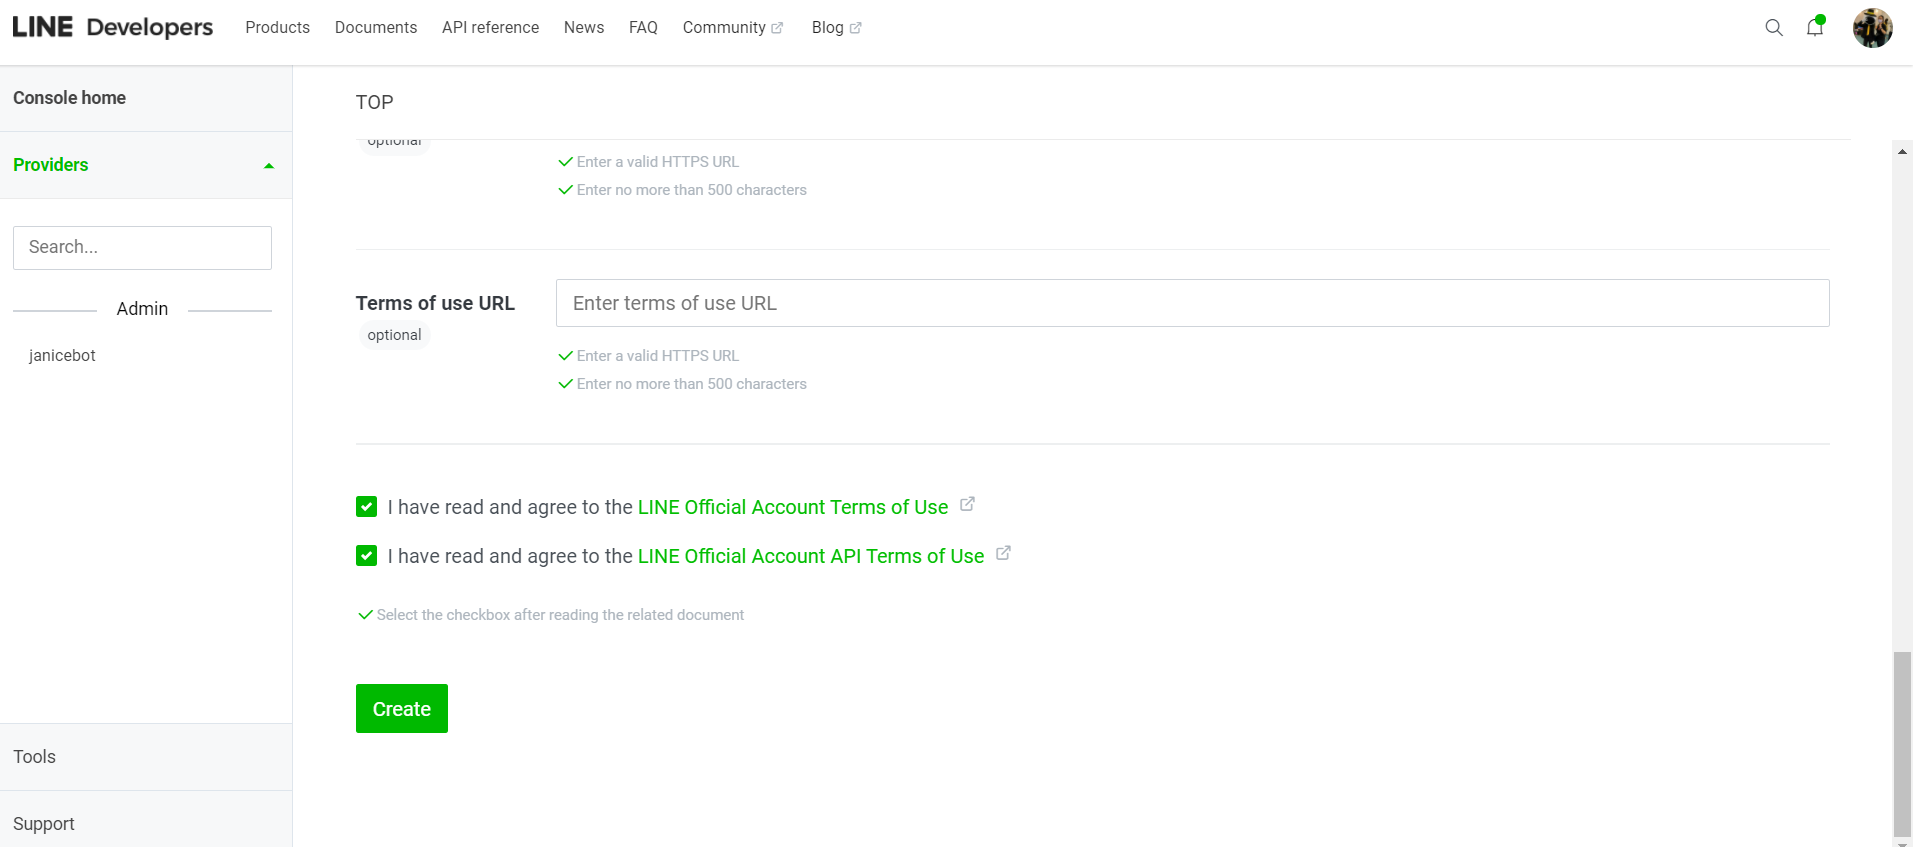 LINE Developers
Products Documents API reference News FAQ Community Blog
Console home
Providers
Search...
Admin
janicebot
Tools
Support
TOP
optional
Enter a valid HTTPS URL
Enter no more than 500 characters
Terms of use URL
optional
Enter terms of use URL
Enter a valid HTTPS URL
Enter no more than 500 characters
I have read and agree to the LINE Official Account Terms of Use
I have read and agree to the LINE Official Account API Terms of Use
Select the checkbox after reading the related document
Create